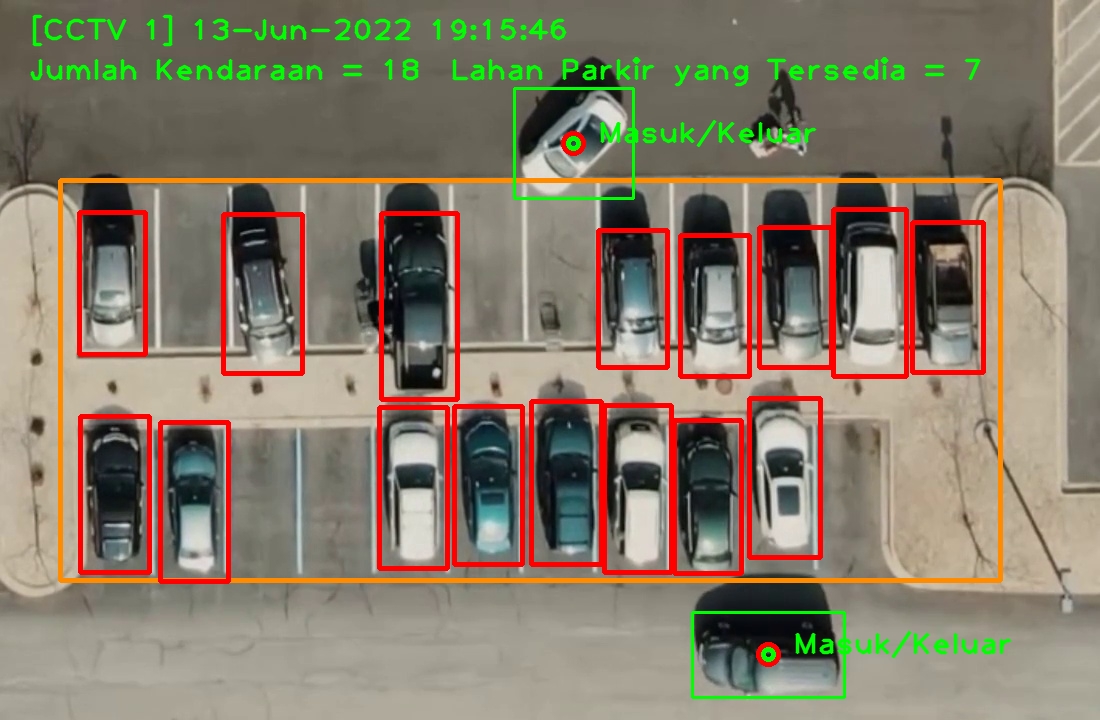 [CCTV 1] 13-Jun-2022 19:15:46
Jumlah Kendaraan = 18  Lahan Parkir yang Tersedia = 7
Masuk/Keluar
Masuk/Keluar